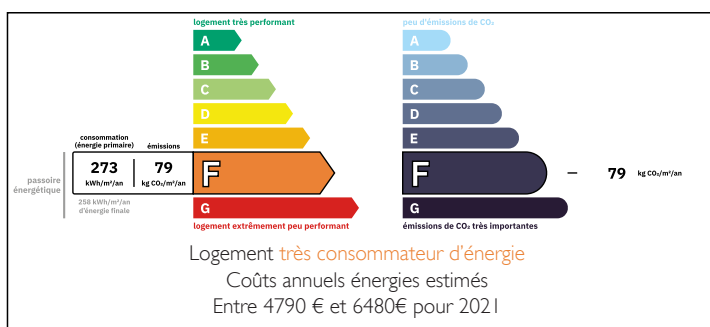 logement très performant
A
B
C
D
E
F
G
consommation
(énergie primaire)
émissions
273
kWh/m²/an
79
kg CO₂/m²/an
passoire
énergétique
258 kWh/m²/an
d'énergie finale
logement extrêmement peu performant
peu d'émissions de CO₂
A
B
C
D
E
F
G
79 kg CO₂/m²/an
émissions de CO₂ très importantes
Logement très consommateur d'énergie
Coûts annuels énergies estimés
Entre 4790 € et 6480€ pour 2021